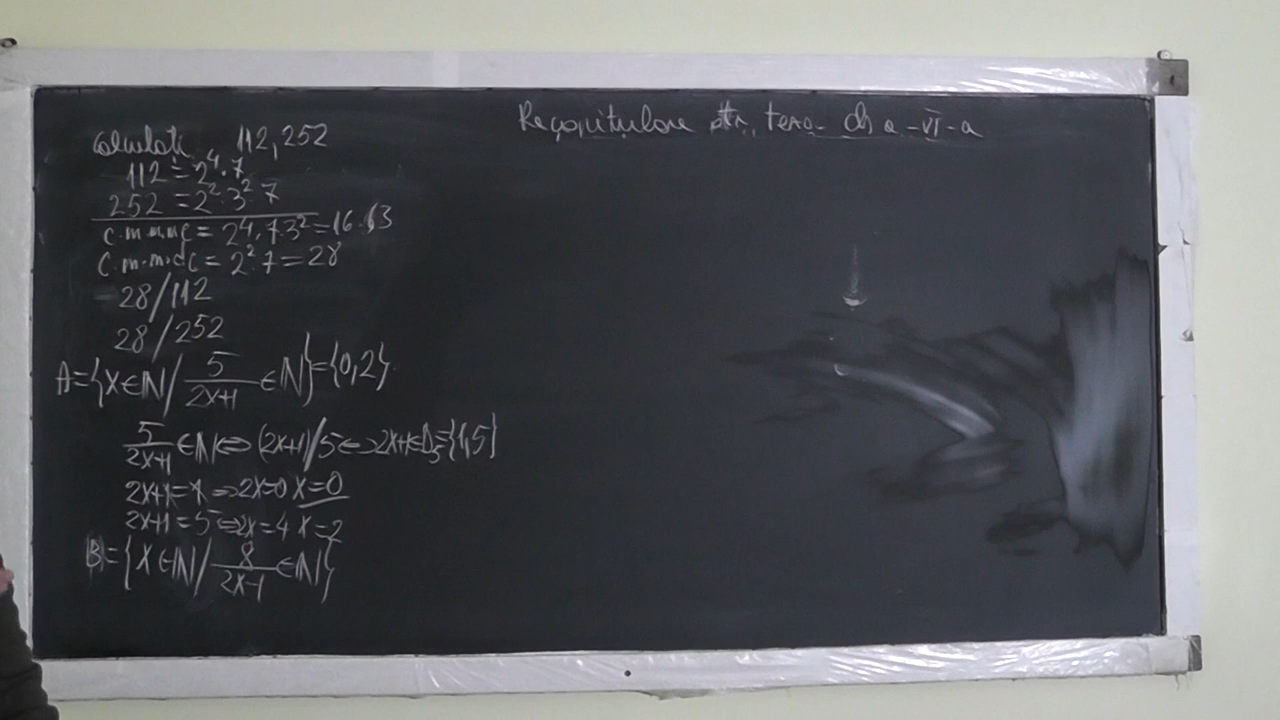 Recapitulare ptr. teza cls a-VI-a
Calculati 112, 252
112 = 2⁴·7
252 = 2²·3²·7
c.m.m.m.c = 2⁴·7·3² = 16·63
c.m.m.d.c = 2²·7 = 28
28/112
28/252
A={x∈ℕ/ 5/(2x+1) ∈ℕ}={0,2}
5/(2x+1) ∈ℕ⇔(2x+1)/5⇔2x+1∈D₅={1,5}
2x+1=1⇒2x=0 x=0
2x+1=5⇔2x=4 x=2
B={x∈ℕ/ 8/(2x-1) ∈ℕ}